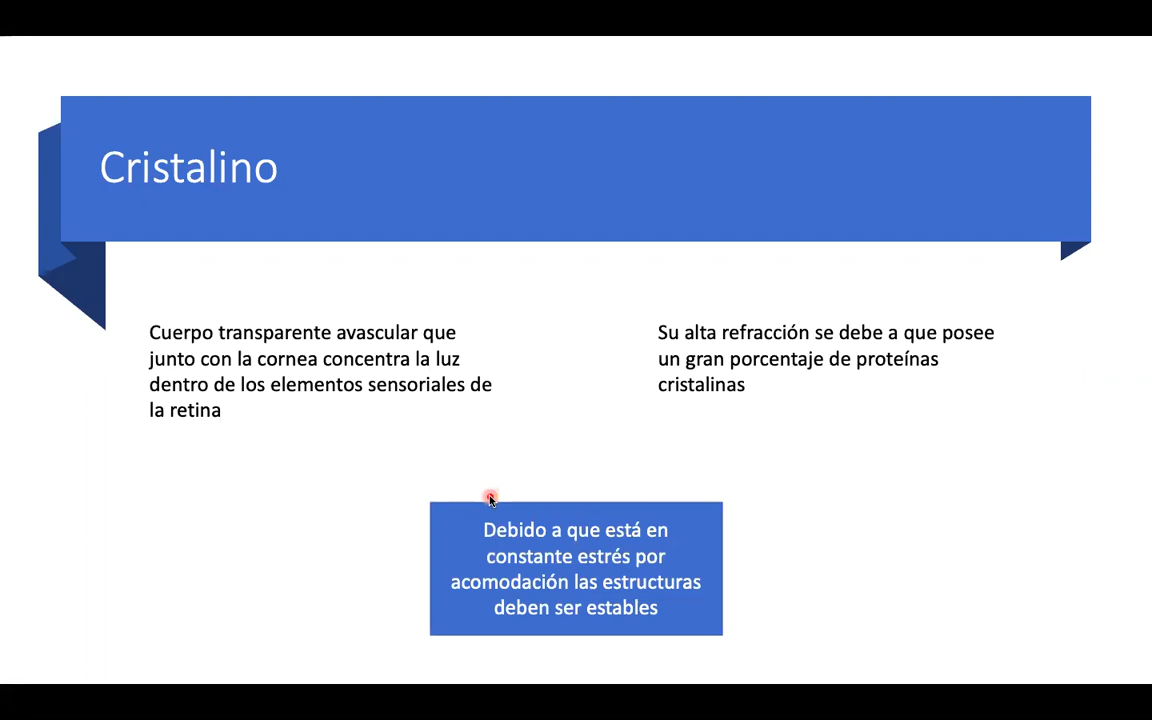 Cristalino
Cuerpo transparente avascular que
junto con la cornea concentra la luz
dentro de los elementos sensoriales de
la retina
Su alta refracción se debe a que posee
un gran porcentaje de proteínas
cristalinas
Debido a que está en
constante estrés por
acomodación las estructuras
deben ser estables